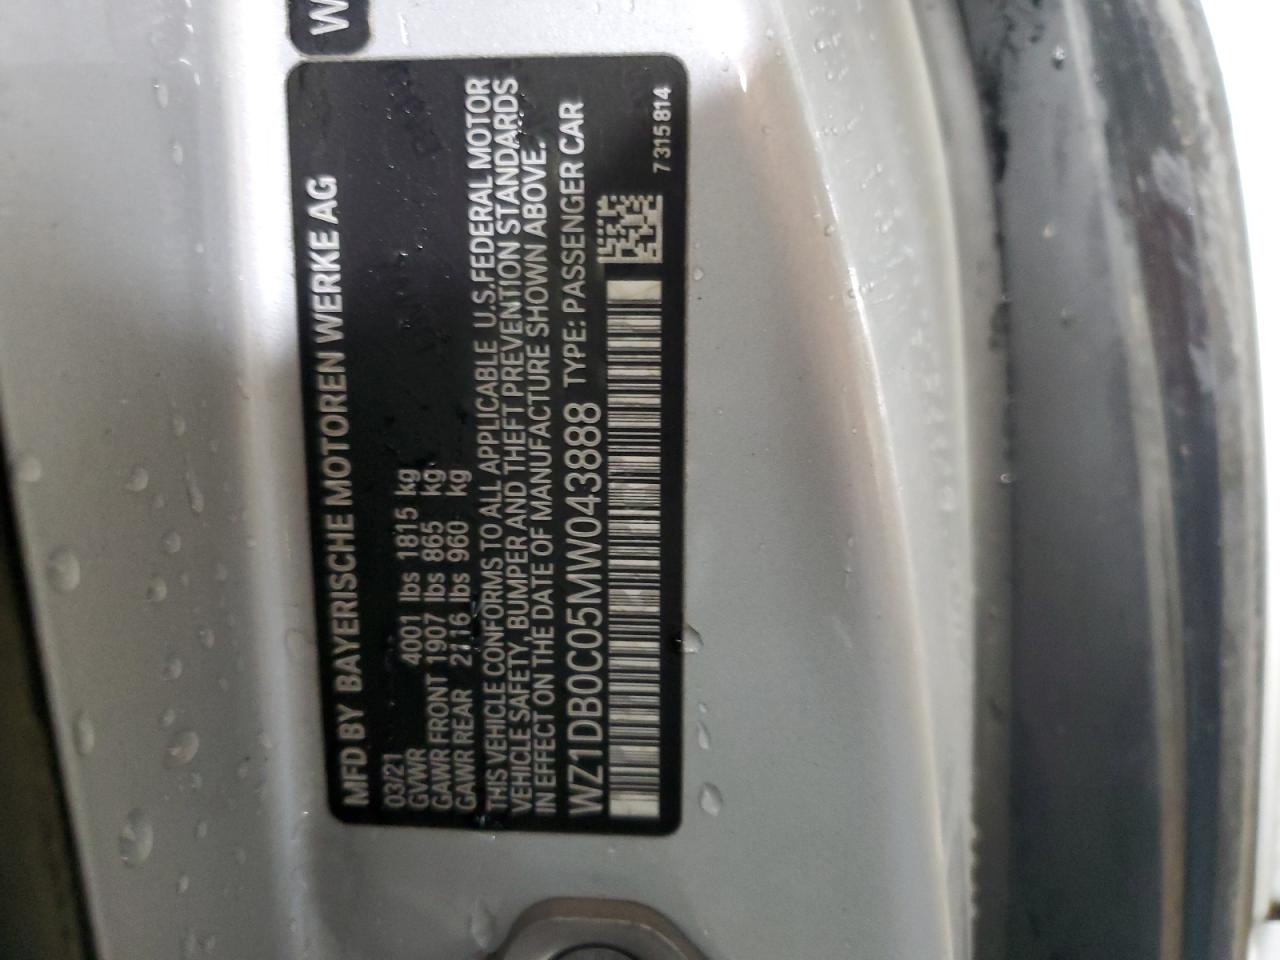 W
MFD BY BAYERISCHE MOTOREN WERKE AG
03/21
GVWR 4001 lbs 1815 kg
GAWR FRONT 1907 lbs 865 kg
GAWR REAR 2116 lbs 960 kg
THIS VEHICLE CONFORMS TO ALL APPLICABLE U.S.FEDERAL MOTOR
VEHICLE SAFETY, BUMPER AND THEFT PREVENTION STANDARDS
IN EFFECT ON THE DATE OF MANUFACTURE SHOWN ABOVE.
WZ1DB0C05MW043888 TYPE: PASSENGER CAR
7315814